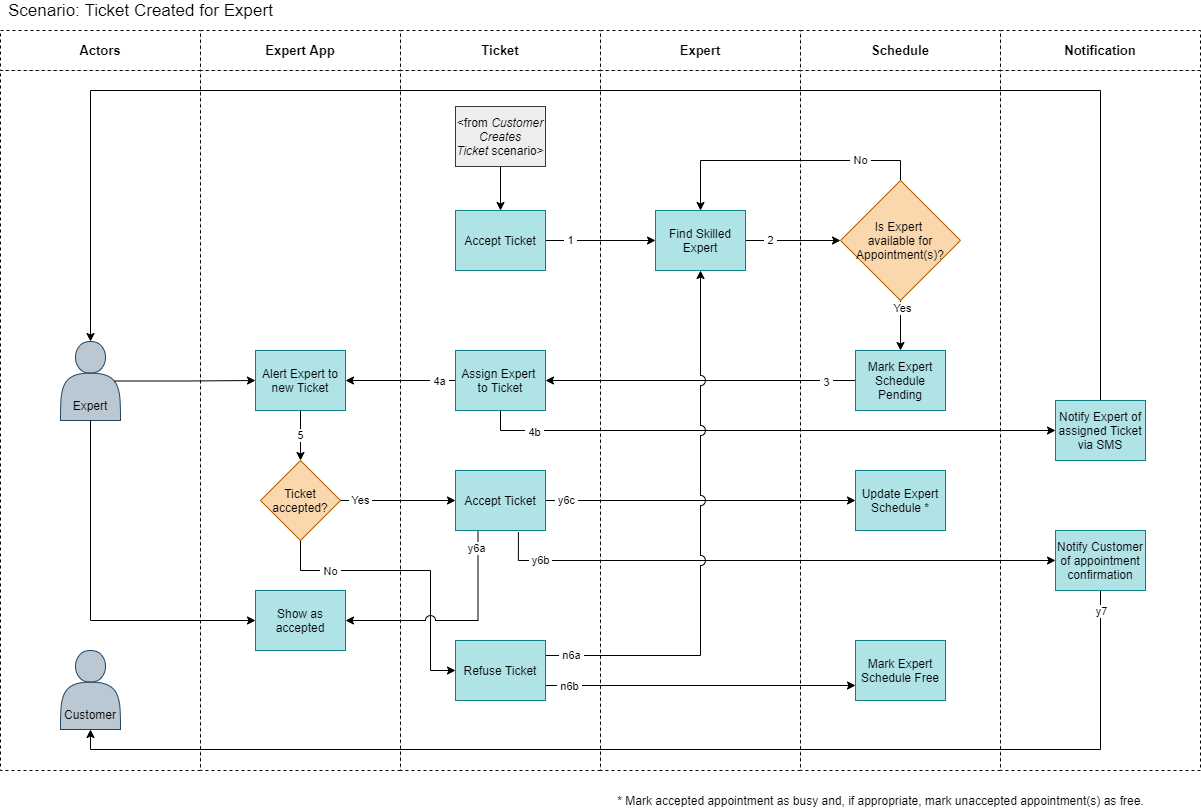 Scenario: Ticket Created for Expert
Actors
Expert App
Ticket
Expert
Schedule
Notification
<from Customer
Creates
Ticket scenario>
No
Accept Ticket
1
Find Skilled
Expert
2
Is Expert
available for
Appointment(s)?
Yes
Expert
Alert Expert to
new Ticket
4a
Assign Expert
to Ticket
3
Mark Expert
Schedule
Pending
4b
Notify Expert of
assigned Ticket
via SMS
5
Ticket
accepted?
Yes
Accept Ticket
y6c
Update Expert
Schedule *
y6a
y6b
Notify Customer
of appointment
confirmation
No
y7
Show as
accepted
Refuse Ticket
n6a
n6b
Mark Expert
Schedule Free
Customer
* Mark accepted appointment as busy and, if appropriate, mark unaccepted appointment(s) as free.